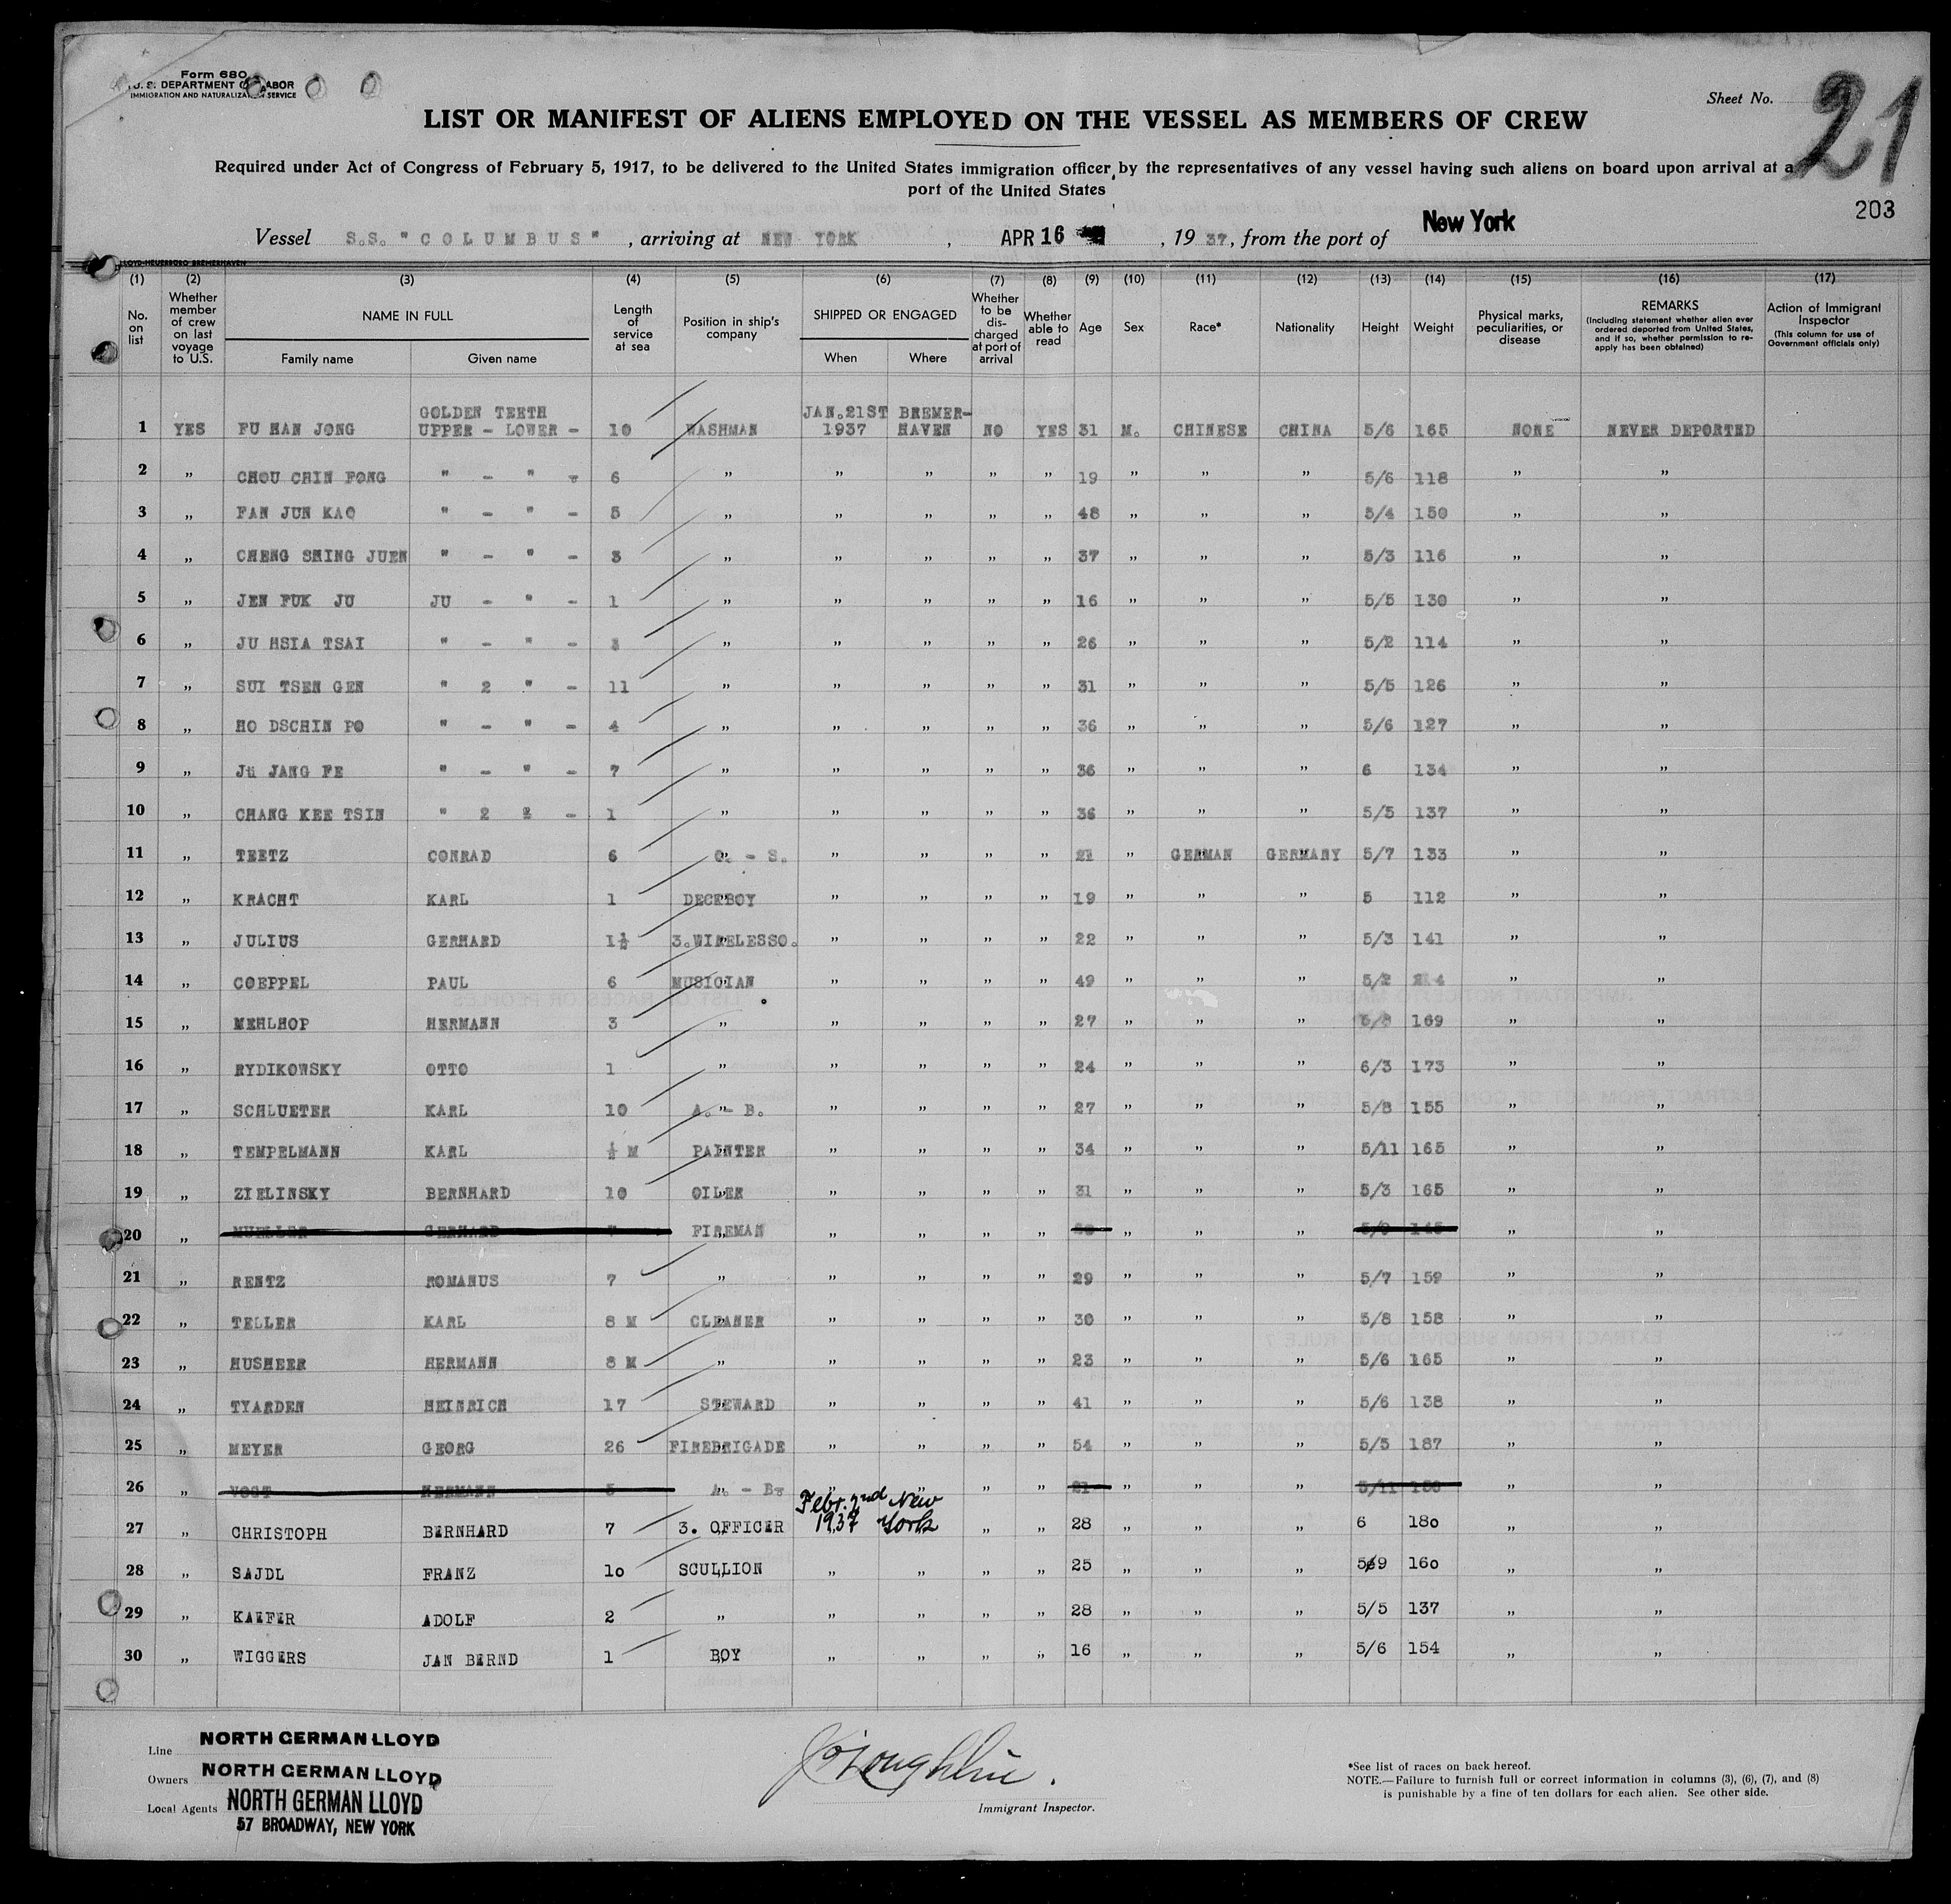 Form 680
U. S. DEPARTMENT OF LABOR
IMMIGRATION AND NATURALIZATION SERVICE
Sheet No. 21
LIST OR MANIFEST OF ALIENS EMPLOYED ON THE VESSEL AS MEMBERS OF CREW
Required under Act of Congress of February 5, 1917, to be delivered to the United States immigration officer by the representatives of any vessel having such aliens on board upon arrival at a
port of the United States
203
Vessel S.S. "COLUMBUS", arriving at NEW YORK, APR 16, 1937, from the port of New York
LLOYD-HEUERBÜRO BREMERHAVEN
(1) (2) (3) (4) (5) (6) (7) (8) (9) (10) (11) (12) (13) (14) (15) (16) (17)
No. on list
Whether member of crew on last voyage to U.S.
NAME IN FULL
Family name Given name
Length of service at sea
Position in ship's company
SHIPPED OR ENGAGED
When Where
Whether to be discharged at port of arrival
Whether able to read
Age
Sex
Race*
Nationality
Height
Weight
Physical marks, peculiarities, or disease
REMARKS
(Including statement whether alien ever ordered deported from United States, and if so, whether permission to re-apply has been obtained)
Action of Immigrant Inspector
(This column for use of Government officials only)
GOLDEN TEETH JAN.21ST BREMER-
1 YES FU HAN JONG UPPER - LOWER - 10 WASHMAN 1937 HAVEN NO YES 31 M. CHINESE CHINA 5/6 165 NONE NEVER DEPORTED
2 " CHOU CHIN FONG " - " - 6 " " " " " 19 " " " 5/6 118 " "
3 " FAN JUN KAO " - " - 5 " " " " " 48 " " " 5/4 150 " "
4 " CHENG SHING JUEN " - " - 3 " " " " " 37 " " " 5/3 116 " "
5 " JEN FUK JU JU - " - 1 " " " " " 16 " " " 5/5 130 " "
6 " JU HSIA TSAI " - " - " " " " " 26 " " " 5/2 114 " "
7 " SUI TSEN GEN " 2 " - 11 " " " " " 31 " " " 5/5 126 " "
8 " HO DSCHIN PO " - " - 4 " " " " " 36 " " " 5/6 127 " "
9 " Jü JANG FE " - " - 7 " " " " " 36 " " " 6 134 " "
10 " CHANG KEE TSIN " 2 2 - 1 " " " " " 36 " " " 5/5 137 " "
11 " TEETZ CONRAD 6 O. - S. " " " " 21 " GERMAN GERMANY 5/7 133 " "
12 " KRACHT KARL 1 DECKBOY " " " " 19 " " " 5 112 " "
13 " JULIUS GERHARD 1½ 3.WIRELESSO. " " " " 22 " " " 5/3 141 " "
14 " COEPPEL PAUL 6 MUSICIAN " " " " 49 " " " 5/2 " "
15 " MEHLHOP HERMANN 3 " " " " " 27 " " " 169 " "
16 " RYDIKOWSKY OTTO 1 " " " " " 24 " " " 6/3 173 " "
17 " SCHLUETER KARL 10 A. - B. " " " " 27 " " " 5/8 155 " "
18 " TEMPELMANN KARL ½ M PAINTER " " " " 34 " " " 5/11 165 " "
19 " ZIELINSKY BERNHARD 10 OILER " " " " 31 " " " 5/3 165 " "
20 " MUELLER GERHARD FIREMAN " " " " " " " " "
21 " RENTZ ROMANUS 7 " " " " " 29 " " " 5/7 159 " "
22 " TELLER KARL 8 M CLEANER " " " " 30 " " " 5/8 158 " "
23 " HUSHEER HERMANN 8 M " " " " " 23 " " " 5/6 165 " "
24 " TYARDEN HEINRICH 17 STEWARD " " " " 41 " " " 5/6 138 " "
25 " MEYER GEORG 26 FIREBRIGADE " " " " 54 " " " 5/5 187 " "
26 " VOGT HERMANN 5 A. - B. " " " " 21 " " " 5/11 " "
27 " CHRISTOPH BERNHARD 7 3. OFFICER Febr. 2nd 1937 New York " " 28 " " " 6 180 " "
28 " SAJDL FRANZ 10 SCULLION " " " " 25 " " " 5/9 160 " "
29 " KAEFER ADOLF 2 " " " " " 28 " " " 5/5 137 " "
30 " WIGGERS JAN BERND 1 BOY " " " " 16 " " " 5/6 154 " "
Line NORTH GERMAN LLOYD
Owners NORTH GERMAN LLOYD
Local Agents NORTH GERMAN LLOYD
57 BROADWAY, NEW YORK
J O'Loughlin.
Immigrant Inspector.
*See list of races on back hereof.
NOTE.—Failure to furnish full or correct information in columns (3), (6), (7), and (8)
is punishable by a fine of ten dollars for each alien. See other side.